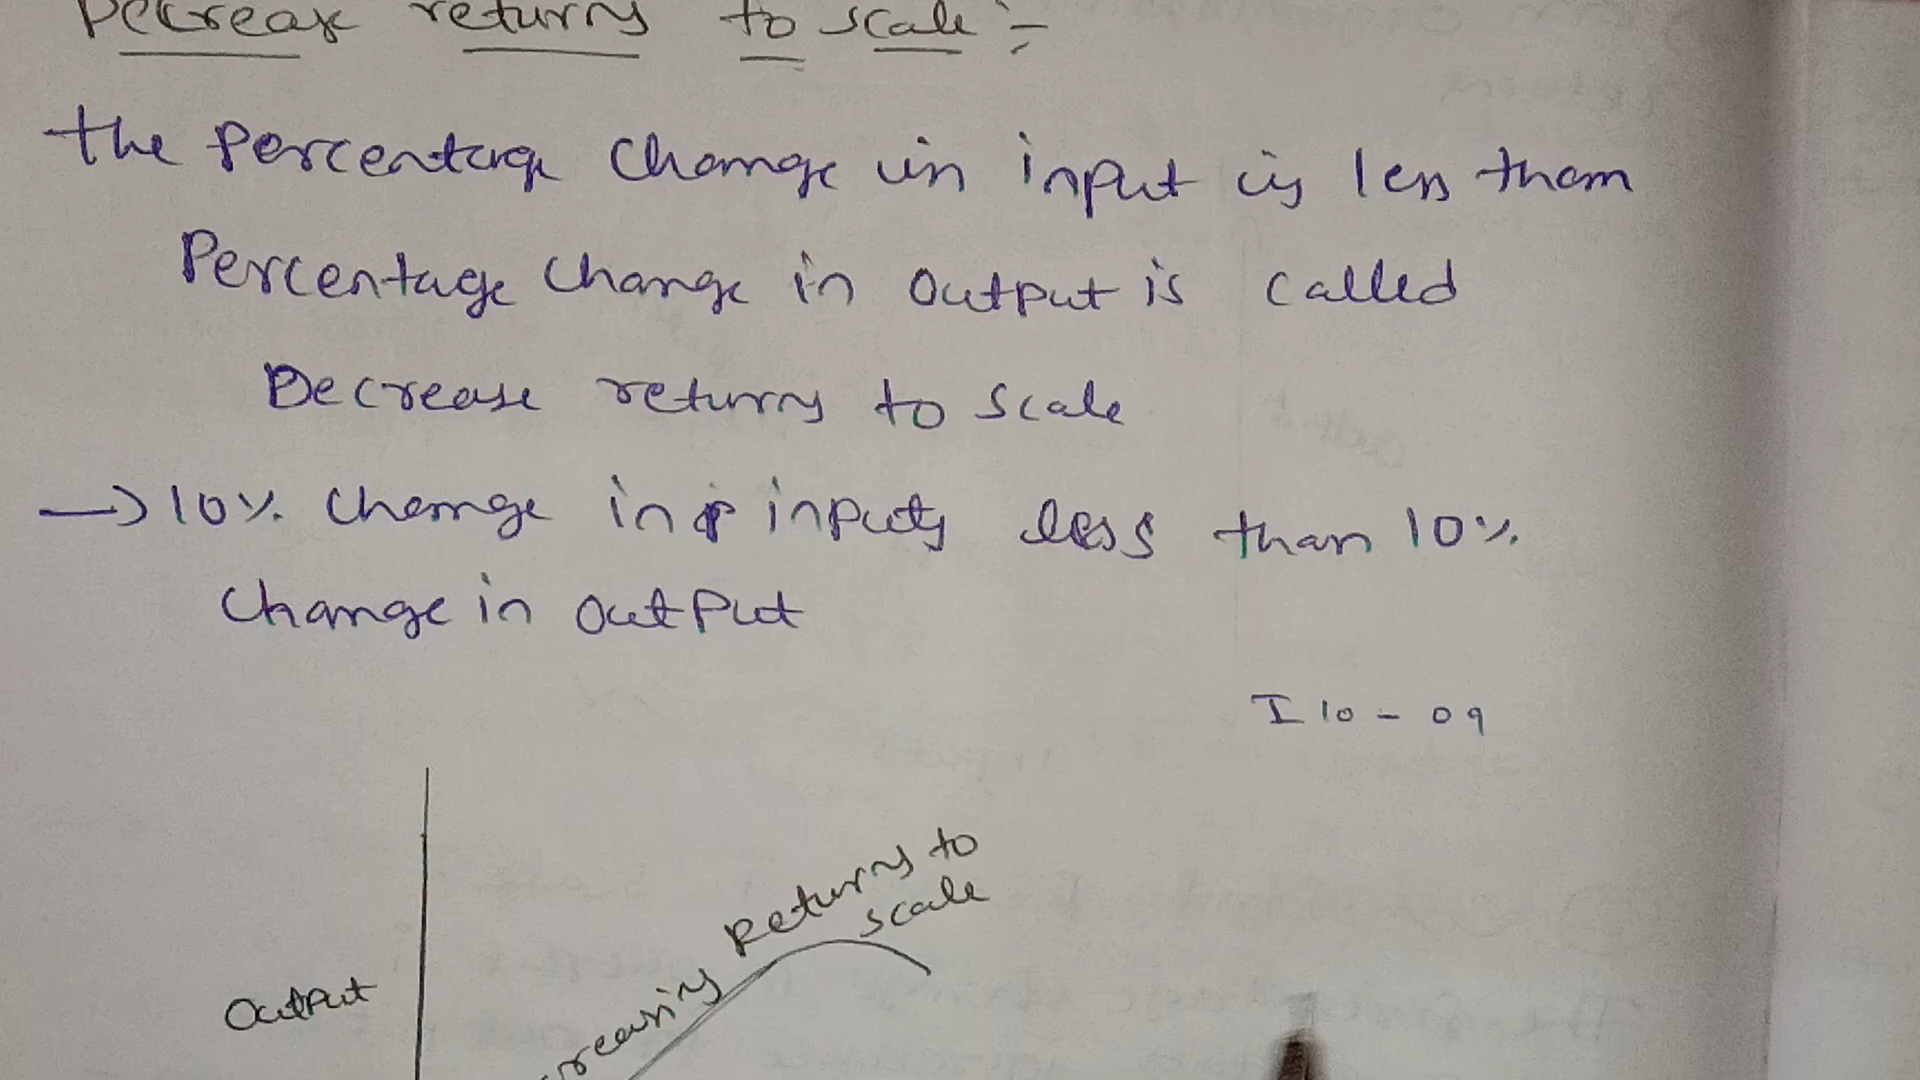 Decrease returns to scale :-
the percentage change in input is less than
Percentage change in output is called
Decrease returns to scale
→ 10% change in inputs less than 10%
change in output
I 10 - 09
Returns to
scale
Output